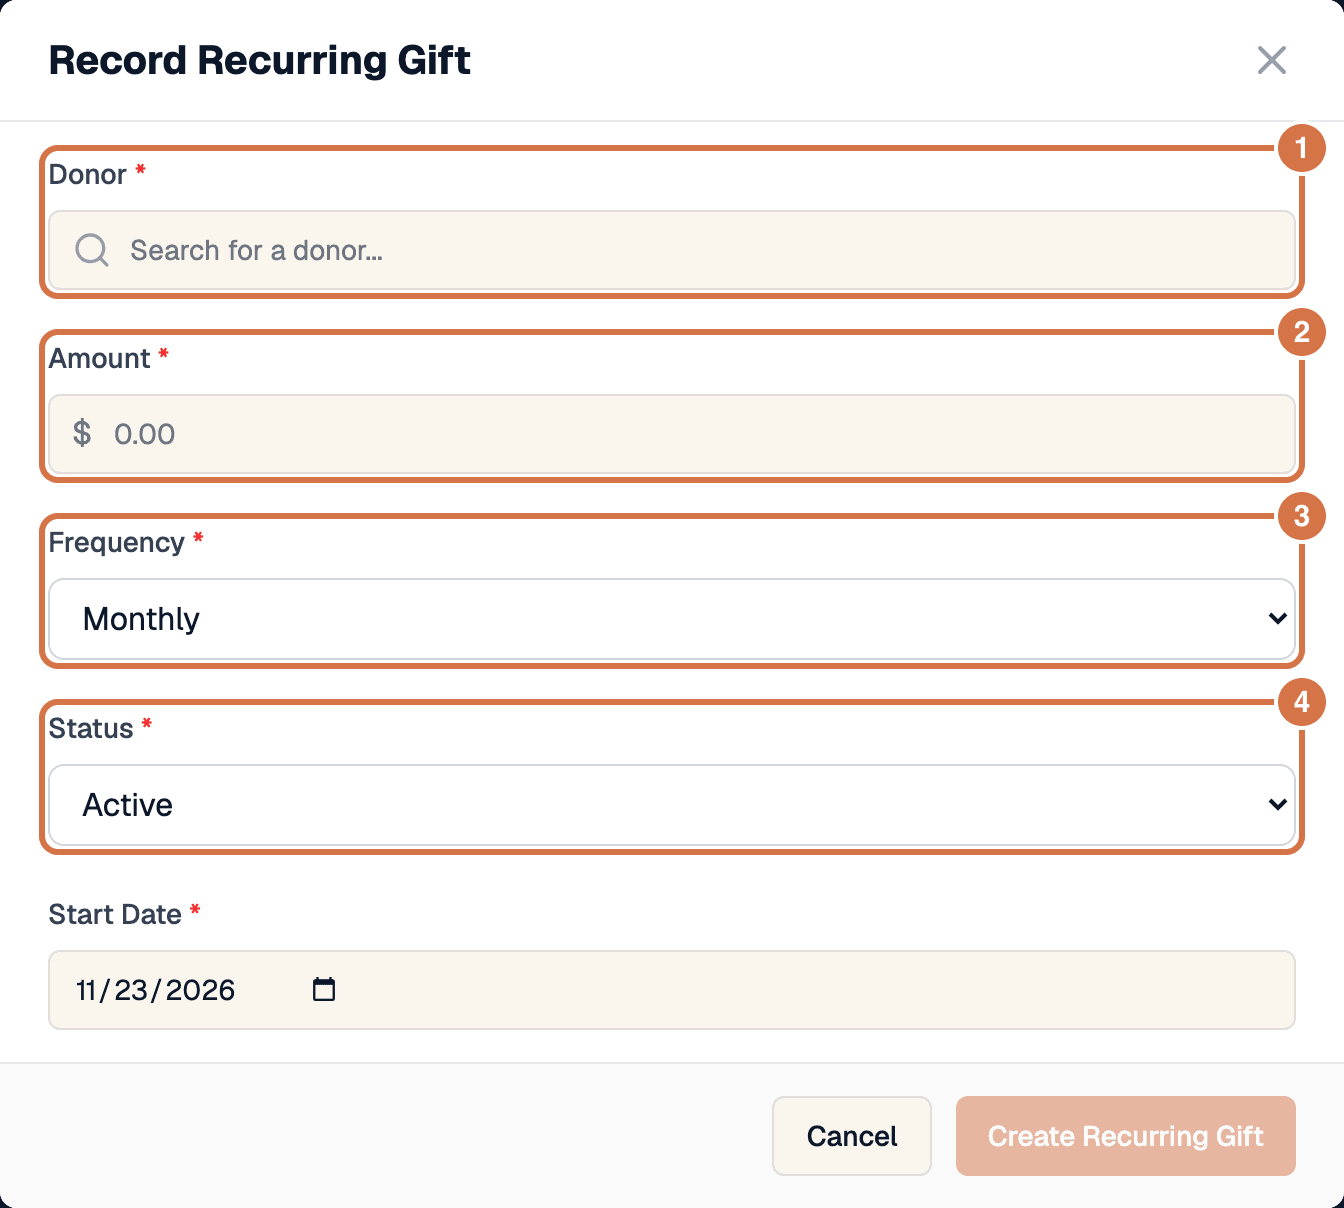 Record Recurring Gift
1
Donor *
Search for a donor...
2
Amount *
$ 0.00
3
Frequency *
Monthly
4
Status *
Active
Start Date *
11/23/2026
Cancel
Create Recurring Gift